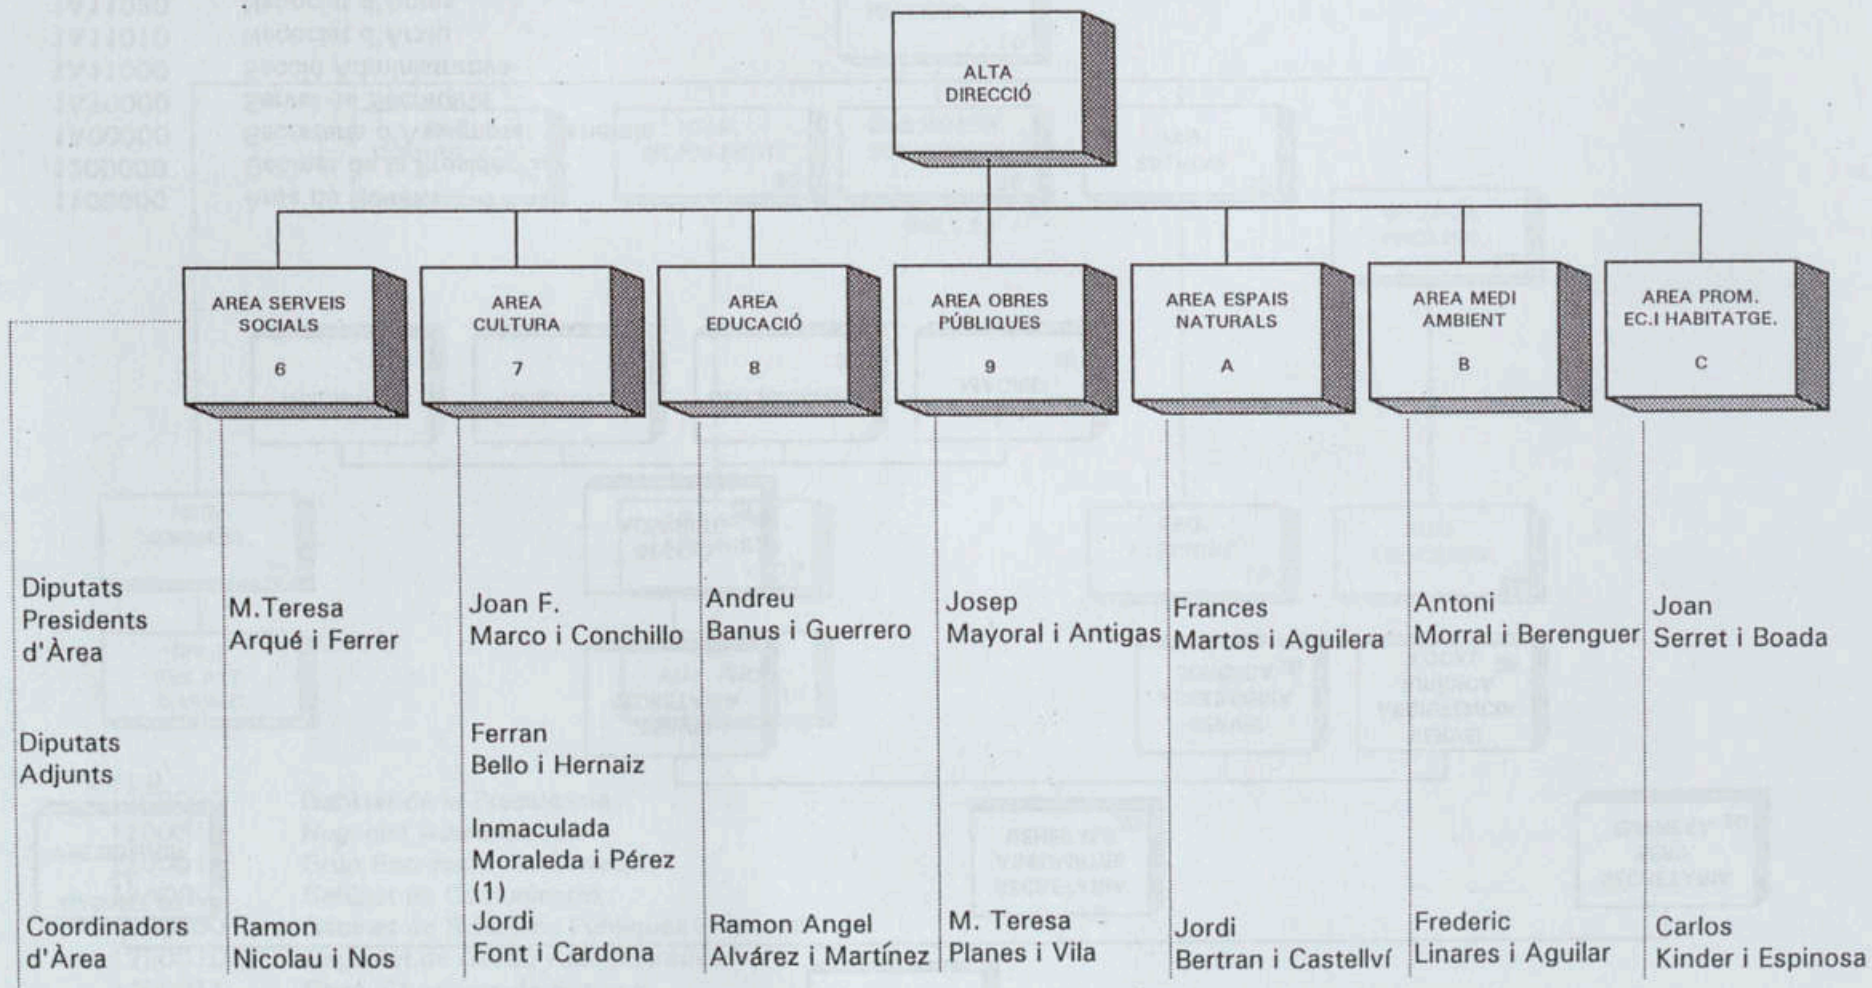 ALTA
DIRECCIÓ
AREA SERVEIS
SOCIALS
6
AREA
CULTURA
7
AREA
EDUCACIÓ
8
AREA OBRES
PÚBLIQUES
9
AREA ESPAIS
NATURALS
A
AREA MEDI
AMBIENT
B
AREA PROM.
EC.I HABITATGE.
C
Diputats
Presidents
d'Àrea
M.Teresa
Arqué i Ferrer
Joan F.
Marco i Conchillo
Andreu
Banus i Guerrero
Josep
Mayoral i Antigas
Frances
Martos i Aguilera
Antoni
Morral i Berenguer
Joan
Serret i Boada
Diputats
Adjunts
Ferran
Bello i Hernaiz
Inmaculada
Moraleda i Pérez
(1)
Coordinadors
d'Àrea
Ramon
Nicolau i Nos
Jordi
Font i Cardona
Ramon Angel
Alvárez i Martínez
M. Teresa
Planes i Vila
Jordi
Bertran i Castellví
Frederic
Linares i Aguilar
Carlos
Kinder i Espinosa